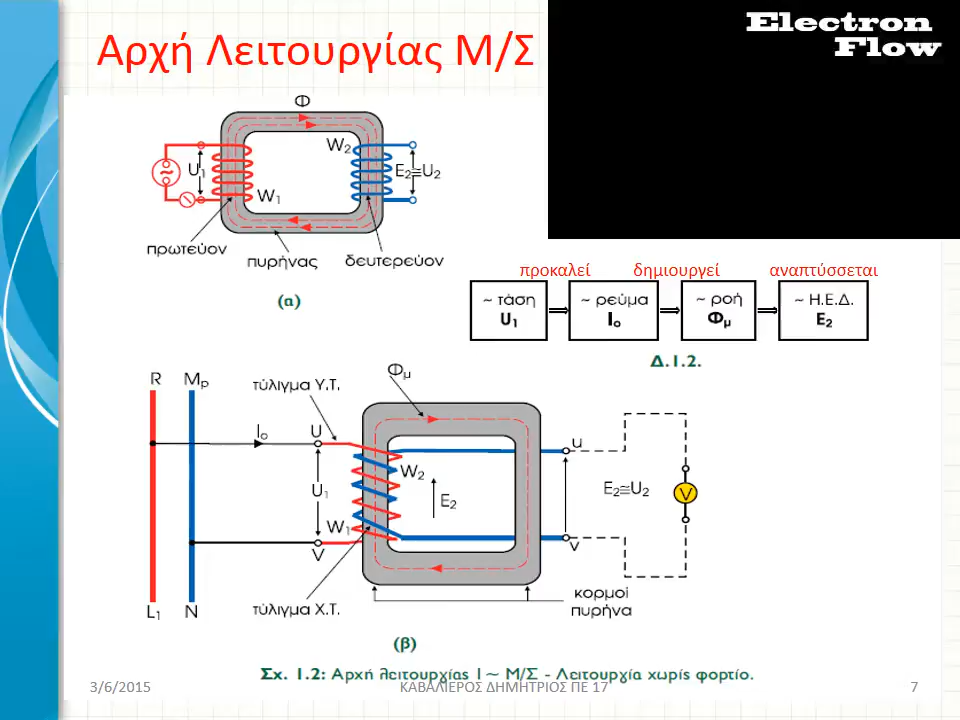 Αρχή Λειτουργίας Μ/Σ
Electron
Flow
Φ
W2
U1
E2≅U2
W1
πρωτεύον
πυρήνας
δευτερεύον
(α)
προκαλεί
δημιουργεί
αναπτύσσεται
~ τάση
U1
~ ρεύμα
Io
~ ροή
Φμ
~ Η.Ε.Δ.
E2
Δ.1.2.
R
Mp
τύλιγμα Υ.Τ.
Φμ
Io
U
u
W2
U1
E2
E2≅U2
V
W1
V
v
L1
N
τύλιγμα Χ.Τ.
κορμοί
πυρήνα
(β)
Σχ. 1.2: Αρχή λειτουργίας 1~ Μ/Σ - Λειτουργία χωρίς φορτίο.
3/6/2015
ΚΑΒΑΛΙΕΡΟΣ ΔΗΜΗΤΡΙΟΣ ΠΕ 17
7